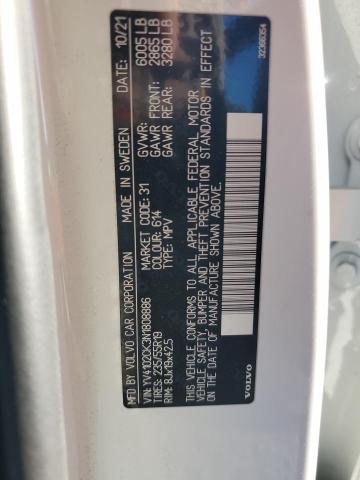 MFD BY VOLVO CAR CORPORATION MADE IN SWEDEN DATE: 10/21
VIN: YV4102CK3N1808886
TIRES: 235/55R19
RIM: 8Jx19x42.5
MARKET CODE: 31
COLOUR: 614
TYPE: MPV
GVWR: 6005 LB
GAWR FRONT: 2865 LB
GAWR REAR: 3280 LB
THIS VEHICLE CONFORMS TO ALL APPLICABLE FEDERAL MOTOR
VEHICLE SAFETY, BUMPER AND THEFT PREVENTION STANDARDS IN EFFECT
ON THE DATE OF MANUFACTURE SHOWN ABOVE.
VOLVO
32366054